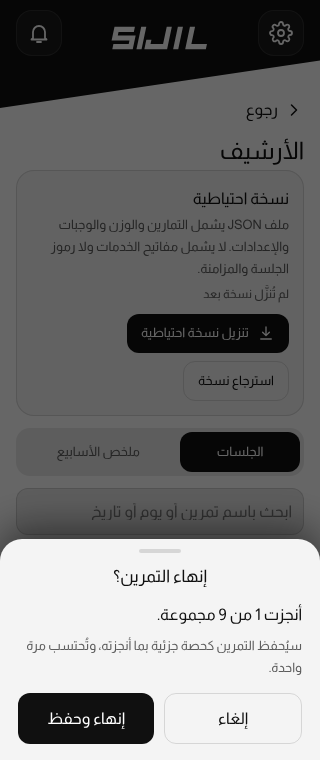 SIJIL
رجوع
الأرشيف
نسخة احتياطية
ملف JSON يشمل التمارين والوزن والوجبات
والإعدادات. لا يشمل مفاتيح الخدمات ولا رموز
الجلسة والمزامنة.
لم تُنزَّل نسخة بعد
تنزيل نسخة احتياطية
استرجاع نسخة
الجلسات
ملخص الأسابيع
ابحث باسم تمرين أو يوم أو تاريخ
إنهاء التمرين؟
أنجزت 1 من 9 مجموعة.
سيُحفظ التمرين كحصة جزئية بما أنجزته، وتُحتسب مرة
واحدة.
إلغاء
إنهاء وحفظ